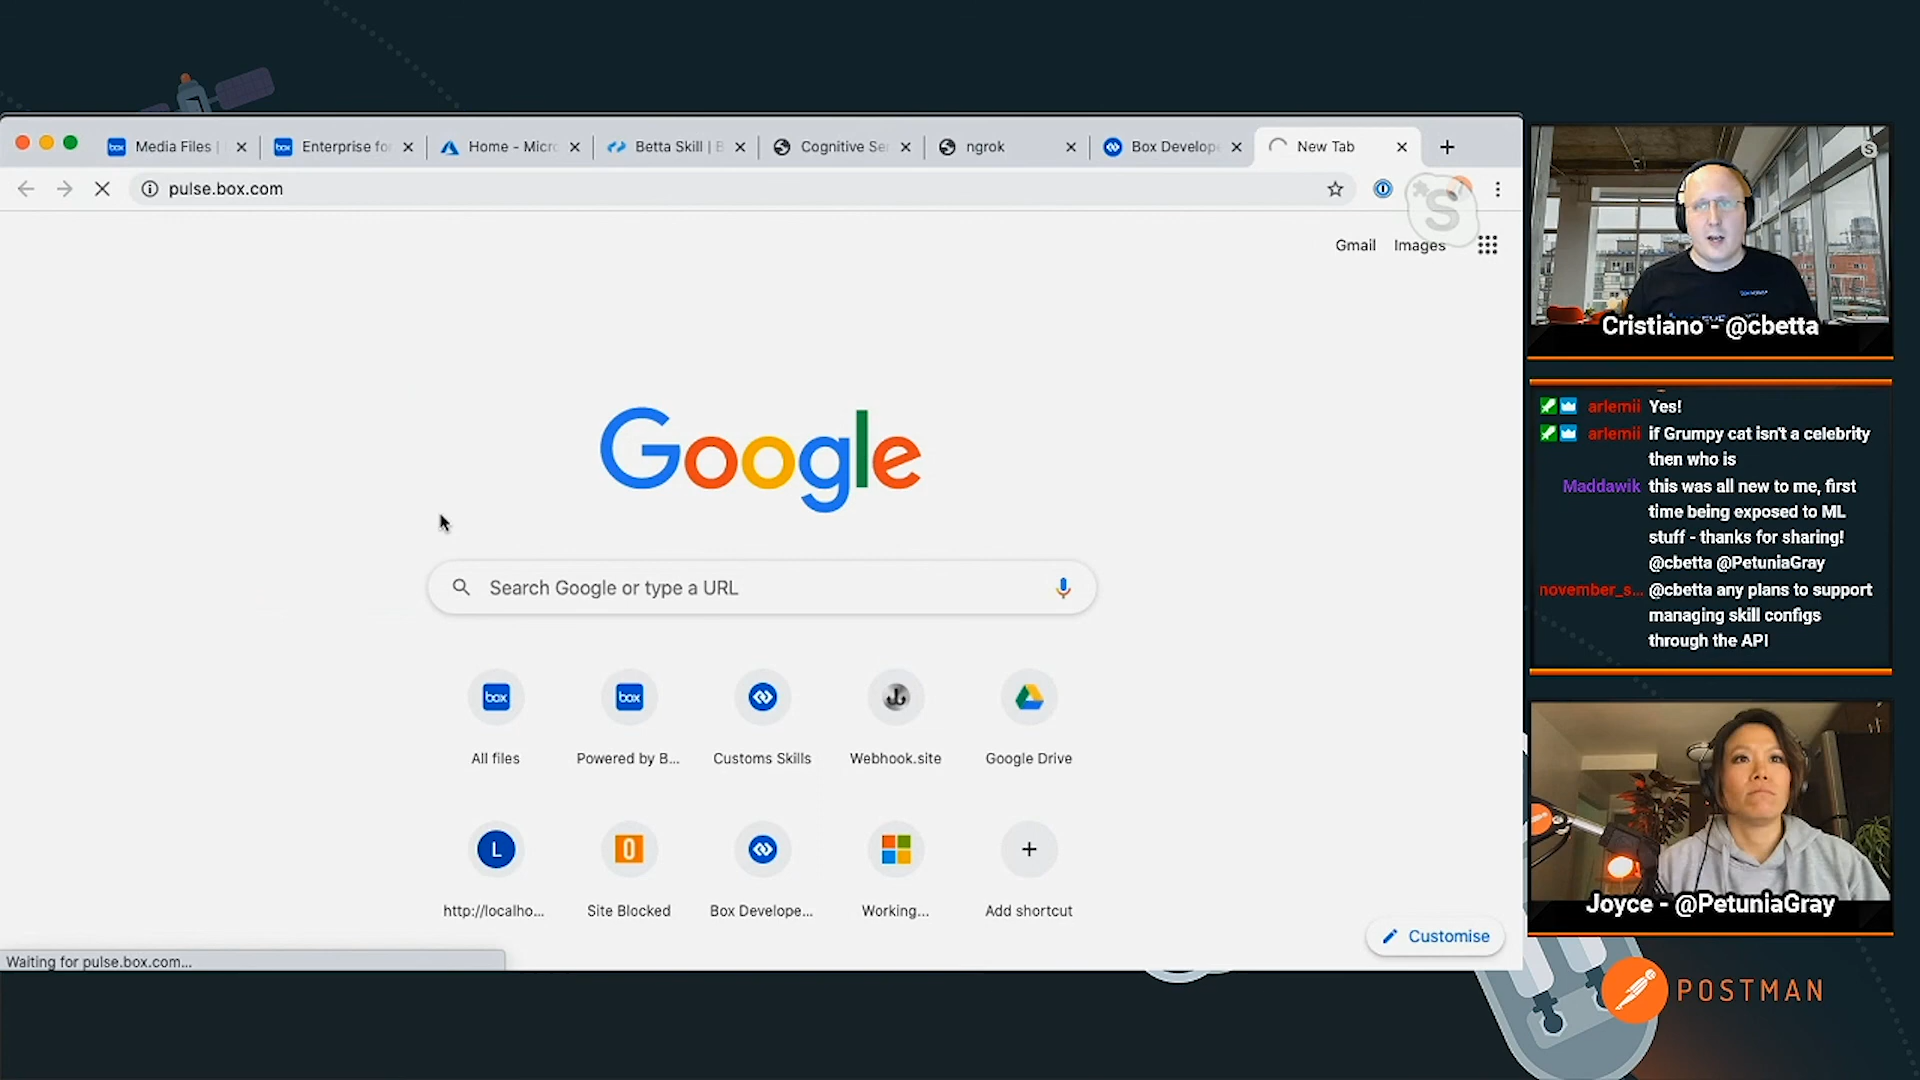 Media Files |
Enterprise fo
Home - Micro
Betta Skill | B
Cognitive Se
ngrok
Box Develop
New Tab
pulse.box.com
Gmail
Images
Google
Search Google or type a URL
box
box
All files
Powered by B...
Customs Skills
Webhook.site
Google Drive
L
http://localho...
Site Blocked
Box Develope...
Working...
Add shortcut
Customise
Waiting for pulse.box.com...
S
Cristiano - @cbetta
arlemii Yes!
arlemii if Grumpy cat isn't a celebrity
then who is
Maddawik this was all new to me, first
time being exposed to ML
stuff - thanks for sharing!
@cbetta @PetuniaGray
november_s... @cbetta any plans to support
managing skill configs
through the API
Joyce - @PetuniaGray
POSTMAN